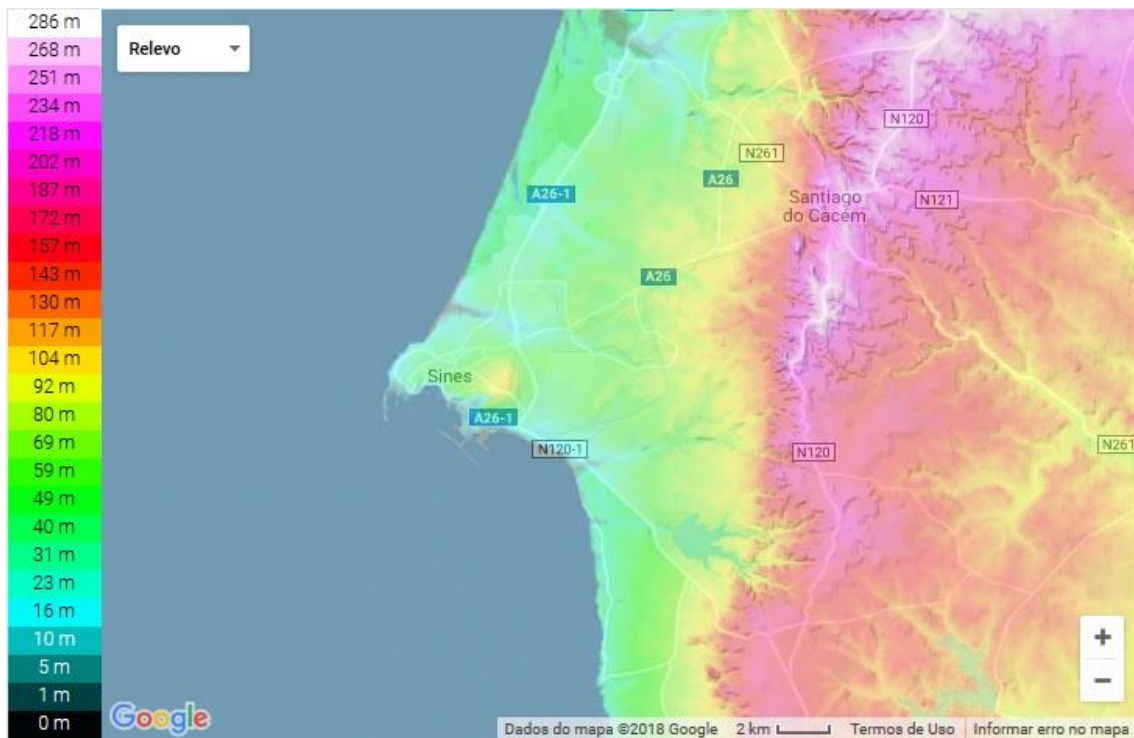 286 m
268 m
251 m
234 m
218 m
202 m
187 m
172 m
157 m
143 m
130 m
117 m
104 m
92 m
80 m
69 m
59 m
49 m
40 m
31 m
23 m
16 m
10 m
5 m
1 m
0 m
Relevo
N120
N261
A26
A26-1
Santiago
do Cacém
N121
A26
Sines
A26-1
N120-1
N120
N261
+
−
Google
Dados do mapa ©2018 Google 2 km Termos de Uso Informar erro no mapa